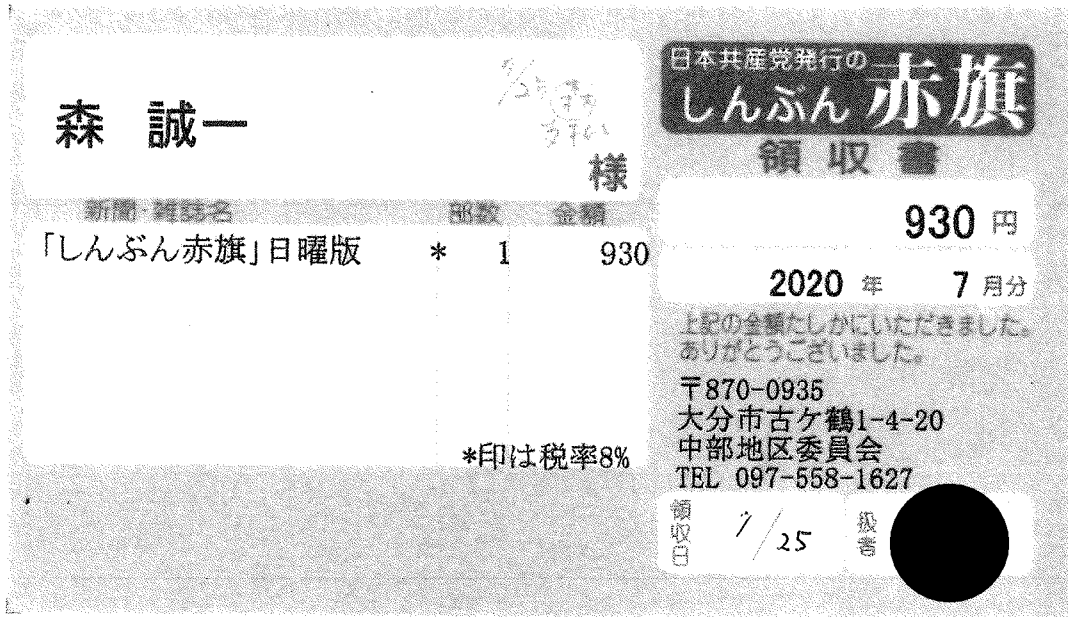 森 誠一
様
新聞・雑誌名 部数 金額
「しんぶん赤旗」日曜版 * 1 930
*印は税率8%
日本共産党発行の
しんぶん 赤旗
領収書
930 円
2020 年 7 月分
上記の金額たしかにいただきました。
ありがとうございました。
〒870-0935
大分市古ケ鶴1-4-20
中部地区委員会
TEL 097-558-1627
領収日 7/25 扱者